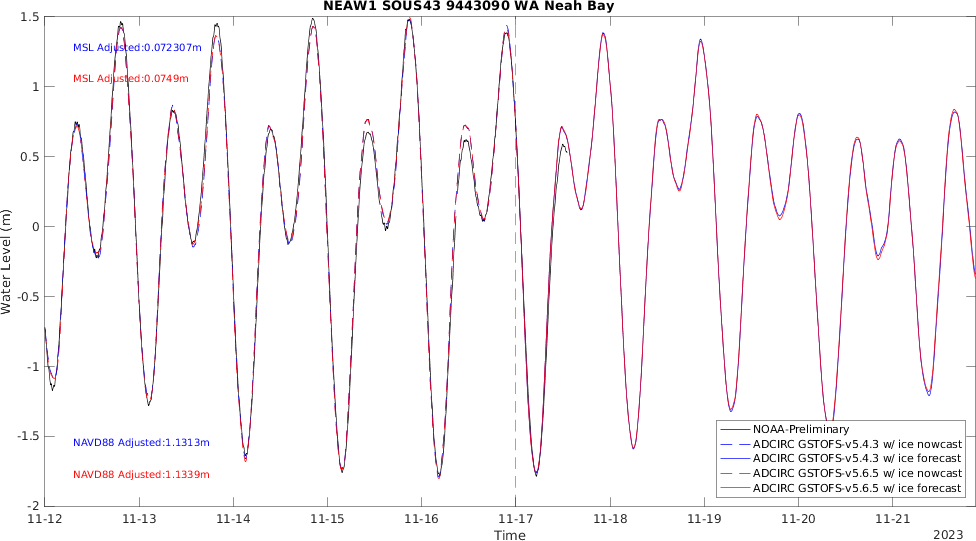 NEAW1 SOUS43 9443090 WA Neah Bay
1.5
1
0.5
0
-0.5
-1
-1.5
-2
Water Level (m)
MSL Adjusted:0.072307m
MSL Adjusted:0.0749m
NAVD88 Adjusted:1.1313m
NAVD88 Adjusted:1.1339m
NOAA-Preliminary
ADCIRC GSTOFS-v5.4.3 w/ ice nowcast
ADCIRC GSTOFS-v5.4.3 w/ ice forecast
ADCIRC GSTOFS-v5.6.5 w/ ice nowcast
ADCIRC GSTOFS-v5.6.5 w/ ice forecast
11-12 11-13 11-14 11-15 11-16 11-17 11-18 11-19 11-20 11-21
Time
2023